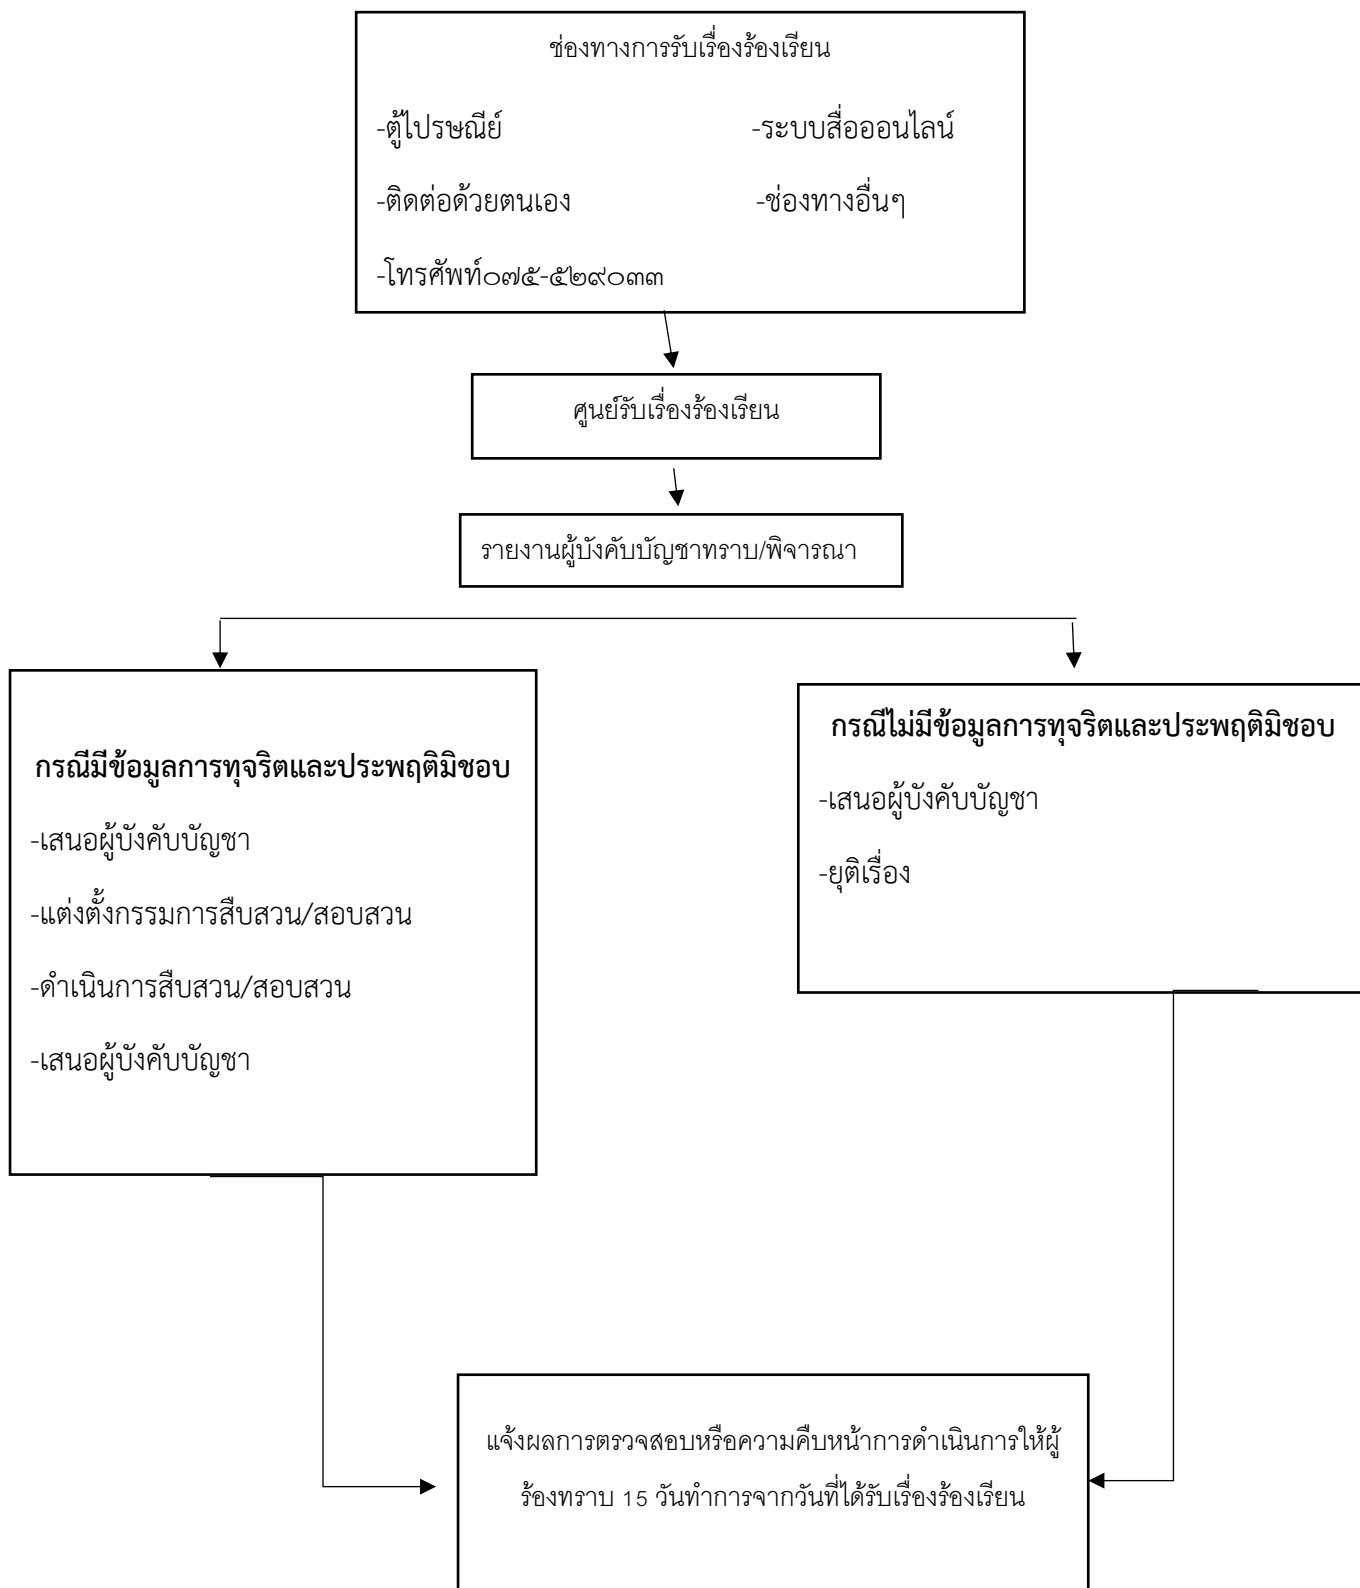 ช่องทางการรับเรื่องร้องเรียน
-ตู้ไปรษณีย์ -ระบบสื่อออนไลน์
-ติดต่อด้วยตนเอง -ช่องทางอื่นๆ
-โทรศัพท์๐๗๕-๕๒๙๐๓๓
ศูนย์รับเรื่องร้องเรียน
รายงานผู้บังคับบัญชาทราบ/พิจารณา
กรณีมีข้อมูลการทุจริตและประพฤติมิชอบ
-เสนอผู้บังคับบัญชา
-แต่งตั้งกรรมการสืบสวน/สอบสวน
-ดำเนินการสืบสวน/สอบสวน
-เสนอผู้บังคับบัญชา
กรณีไม่มีข้อมูลการทุจริตและประพฤติมิชอบ
-เสนอผู้บังคับบัญชา
-ยุติเรื่อง
แจ้งผลการตรวจสอบหรือความคืบหน้าการดำเนินการให้ผู้
ร้องทราบ 15 วันทำการจากวันที่ได้รับเรื่องร้องเรียน